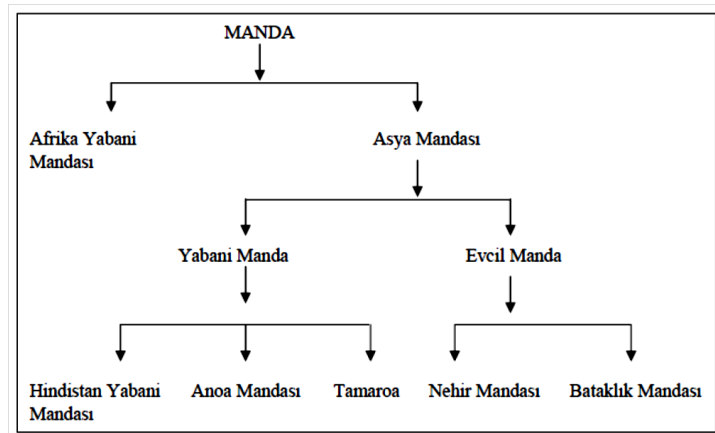 MANDA
Afrika Yabani
Mandası
Asya Mandası
Yabani Manda
Evcil Manda
Hindistan Yabani
Mandası
Anoa Mandası
Tamaroa
Nehir Mandası
Bataklık Mandası